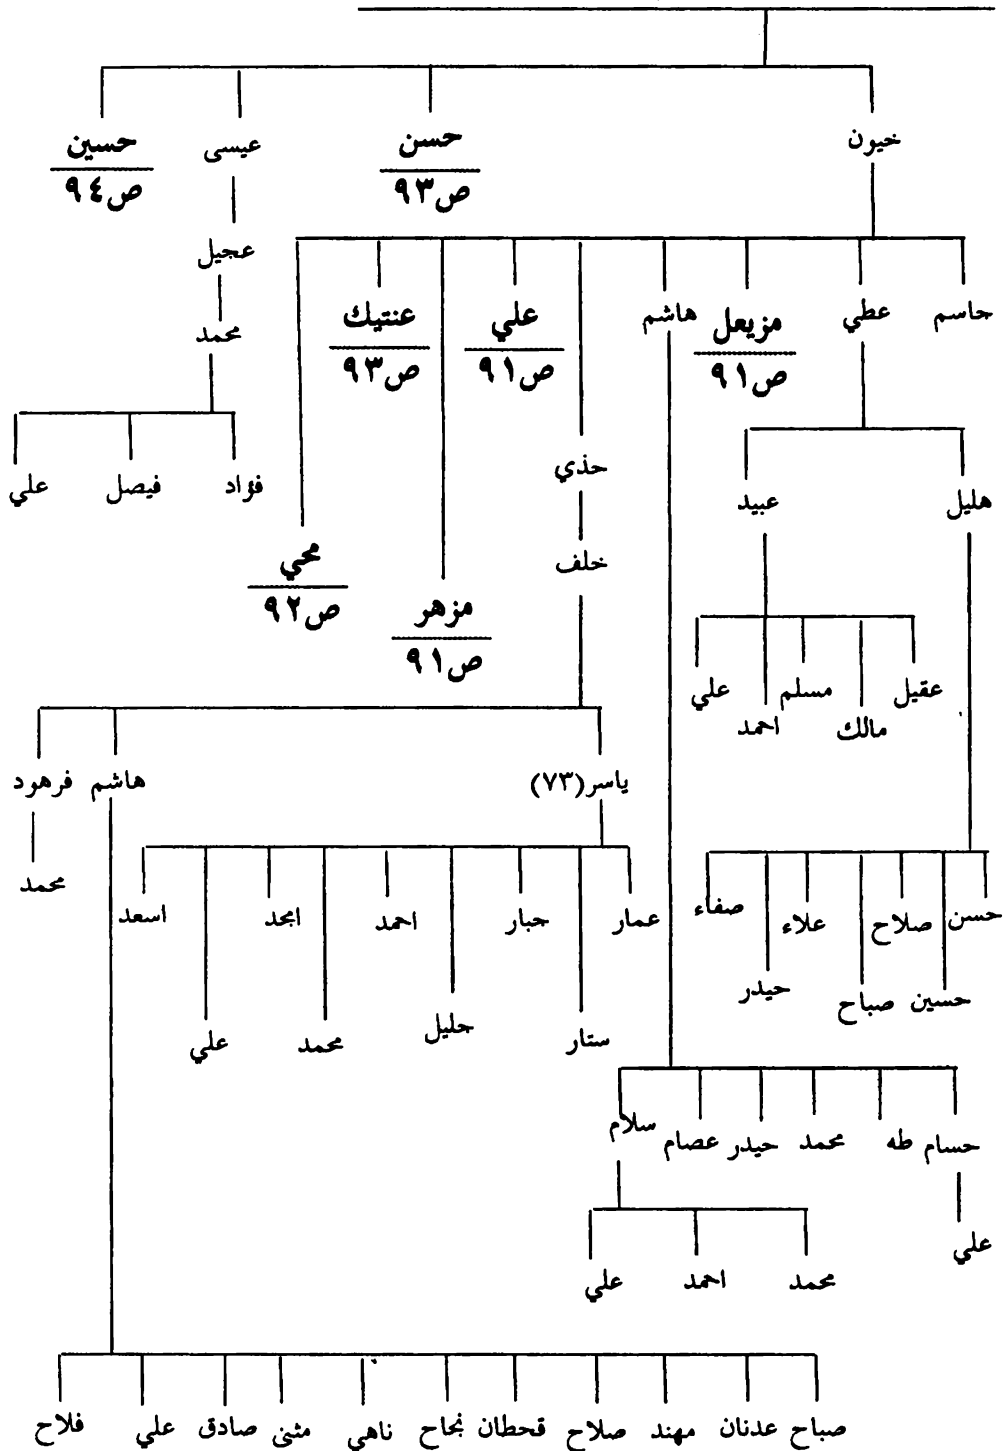 خيون حسن عيسى حسين
ص٩٣ ص٩٤
عجيل
جاسم عطي مزيعل هاشم علي عنتيك محمد
ص٩١ ص٩١ ص٩٣
حذي
هليل عبيد فؤاد فيصل علي
خلف محي
ص٩٢
مزهر
ص٩١
عقيل مسلم علي
مالك احمد
ياسر(٧٣) هاشم فرهود
محمد
حسن صلاح علاء صفاء عمار جبار احمد امجد اسعد
حسين صباح حيدر
ستار جليل محمد علي
حسام طه محمد حيدر عصام سلام
علي
محمد احمد علي
صباح عدنان مهند صلاح قحطان نجاح ناهي مثنى صادق علي فلاح